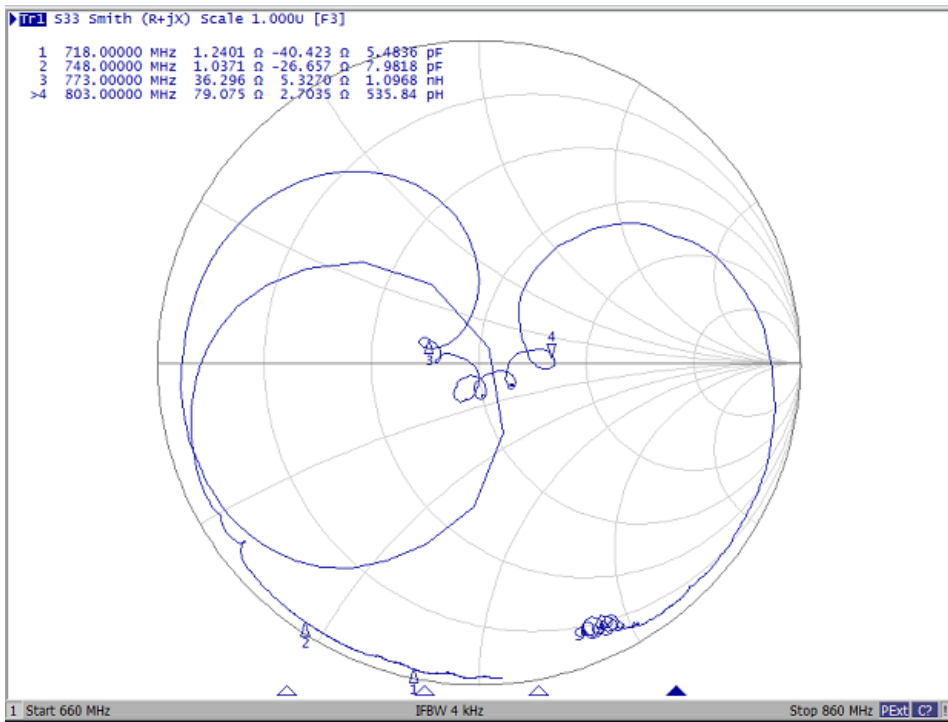 Tr1 S33 Smith (R+jX) Scale 1.000U [F3]
1 718.00000 MHz 1.2401 Ω -40.423 Ω 5.4836 pF
2 748.00000 MHz 1.0371 Ω -26.657 Ω 7.9818 pF
3 773.00000 MHz 36.296 Ω 5.3270 Ω 1.0968 nH
>4 803.00000 MHz 79.075 Ω 2.7035 Ω 535.84 pH
4
3
2
1
1 Start 660 MHz IFBW 4 kHz Stop 860 MHz PExt C? !